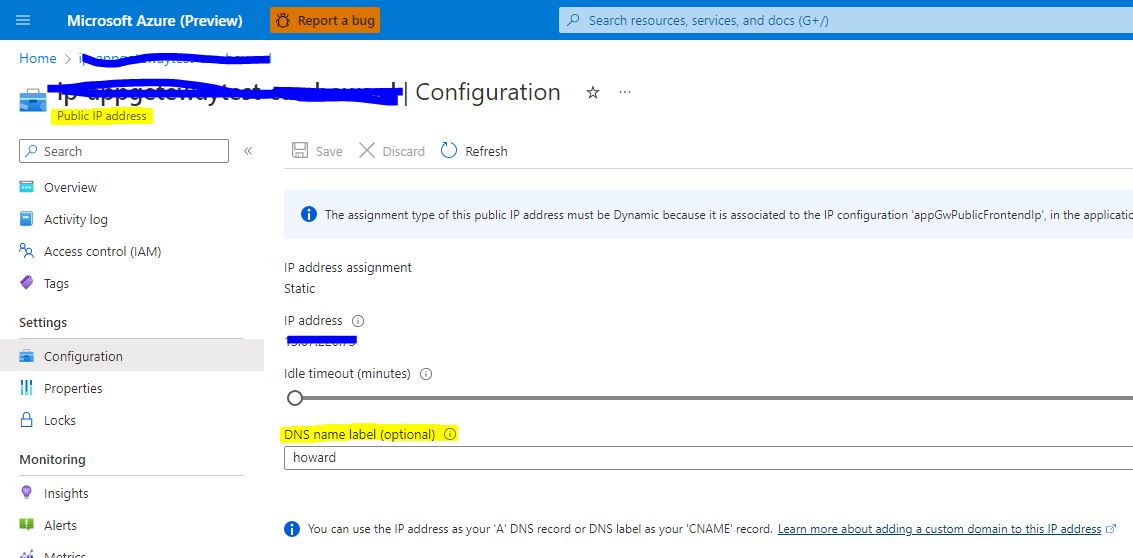 Microsoft Azure (Preview)
Report a bug
Search resources, services, and docs (G+/)
Home >
| Configuration
Public IP address
Search
Save
Discard
Refresh
Overview
Activity log
Access control (IAM)
Tags
Settings
Configuration
Properties
Locks
Monitoring
Insights
Alerts
Metrics
The assignment type of this public IP address must be Dynamic because it is associated to the IP configuration 'appGwPublicFrontendIp', in the applicatio
IP address assignment
Static
IP address
Idle timeout (minutes)
DNS name label (optional)
howard
You can use the IP address as your 'A' DNS record or DNS label as your 'CNAME' record. Learn more about adding a custom domain to this IP address